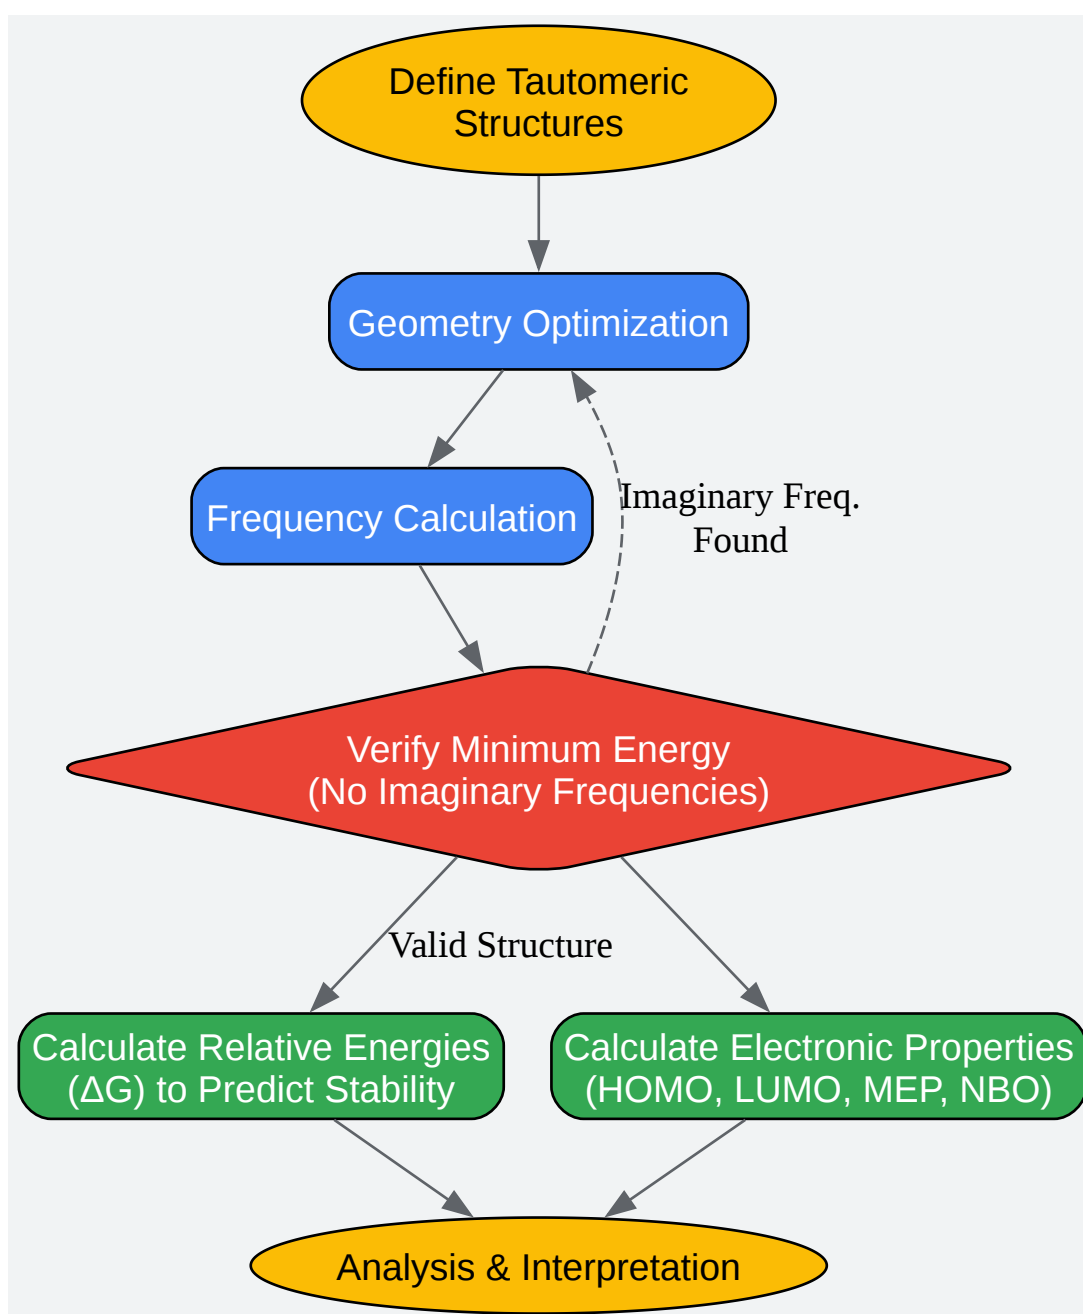 Define Tautomeric
Structures
Geometry Optimization
Frequency Calculation
Imaginary Freq.
Found
Verify Minimum Energy
(No Imaginary Frequencies)
Valid Structure
Calculate Relative Energies
(ΔG) to Predict Stability
Calculate Electronic Properties
(HOMO, LUMO, MEP, NBO)
Analysis & Interpretation